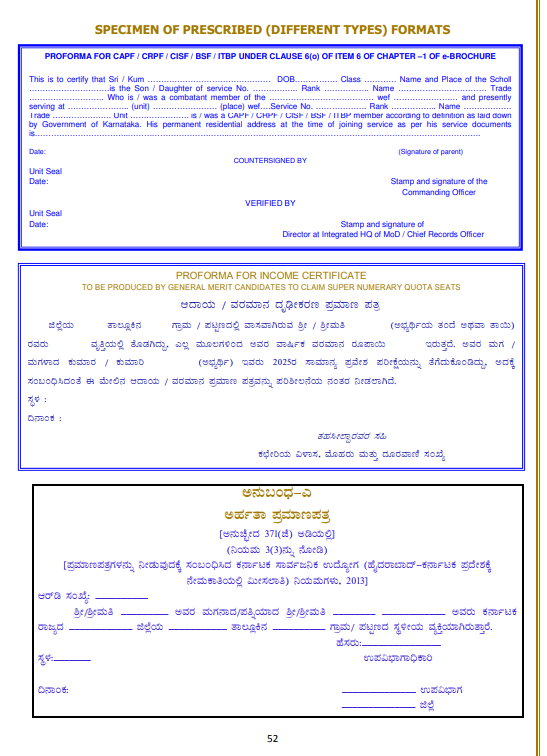 SPECIMEN OF PRESCRIBED (DIFFERENT TYPES) FORMATS
PROFORMA FOR CAPF / CRPF / CISF / BSF / ITBP UNDER CLAUSE 6(o) OF ITEM 6 OF CHAPTER –1 OF e-BROCHURE
This is to certify that Sri / Kum .............................. DOB................Class ........... Name and Place of the Scholl
...........................is the Son / Daughter of service No. ............. Rank ................. Name ..................... Trade
......................... Who is / was a combatant member of the .............................. wef ................... and presently
serving at .................... (unit) .................. (place) wef....Service No. .................. Rank ................. Name .................
Trade .................... Unit ..................... is / was a CAPF / CRPF / CISF / BSF / ITBP member according to definition as laid down
by Government of Karnataka. His permanent residential address at the time of joining service as per his service documents
is................................................................
Date: (Signature of parent)
COUNTERSIGNED BY
Unit Seal
Date: Stamp and signature of the
Commanding Officer
VERIFIED BY
Unit Seal
Date: Stamp and signature of
Director at Integrated HQ of MoD / Chief Records Officer
PROFORMA FOR INCOME CERTIFICATE
TO BE PRODUCED BY GENERAL MERIT CANDIDATES TO CLAIM SUPER NUMERARY QUOTA SEATS
ಆದಾಯ / ವರಮಾನ ದೃಢೀಕರಣ ಪ್ರಮಾಣ ಪತ್ರ
ಜಿಲ್ಲೆಯ ತಾಲ್ಲೂಕಿನ ಗ್ರಾಮ / ಪಟ್ಟಣದಲ್ಲಿ ವಾಸವಾಗಿರುವ ಶ್ರೀ / ಶ್ರೀಮತಿ (ಅಭ್ಯರ್ಥಿಯ ತಂದೆ ಅಥವಾ ತಾಯಿ)
ರವರು ವೃತ್ತಿಯಲ್ಲಿ ತೊಡಗಿದ್ದು, ಎಲ್ಲ ಮೂಲಗಳಿಂದ ಅವರ ವಾರ್ಷಿಕ ವರಮಾನ ರೂಪಾಯಿ ಇರುತ್ತದೆ. ಅವರ ಮಗ /
ಮಗಳಾದ ಕುಮಾರ / ಕುಮಾರಿ (ಅಭ್ಯರ್ಥಿ) ಇವರು 2025ರ ಸಾಮಾನ್ಯ ಪ್ರವೇಶ ಪರೀಕ್ಷೆಯನ್ನು ತೆಗೆದುಕೊಂಡಿದ್ದು, ಅದಕ್ಕೆ
ಸಂಬಂಧಿಸಿದಂತೆ ಈ ಮೇಲಿನ ಆದಾಯ / ವರಮಾನ ಪ್ರಮಾಣ ಪತ್ರವನ್ನು ಪರಿಶೀಲನೆಯ ನಂತರ ನೀಡಲಾಗಿದೆ.
ಸ್ಥಳ :
ದಿನಾಂಕ :
ತಹಸೀಲ್ದಾರವರ ಸಹಿ
ಕಛೇರಿಯ ವಿಳಾಸ, ಮೊಹರು ಮತ್ತು ದೂರವಾಣಿ ಸಂಖ್ಯೆ
ಅನುಬಂಧ–ಎ
ಅರ್ಹತಾ ಪ್ರಮಾಣಪತ್ರ
[ಅನುಚ್ಛೇದ 371(ಜೆ) ಅಡಿಯಲ್ಲಿ]
(ನಿಯಮ 3(3)ನ್ನು ನೋಡಿ)
[ಪ್ರಮಾಣಪತ್ರಗಳನ್ನು ನೀಡುವುದಕ್ಕೆ ಸಂಬಂಧಿಸಿದ ಕರ್ನಾಟಕ ಸಾರ್ವಜನಿಕ ಉದ್ಯೋಗ (ಹೈದರಾಬಾದ್–ಕರ್ನಾಟಕ ಪ್ರದೇಶಕ್ಕೆ
ನೇಮಕಾತಿಯಲ್ಲಿ ಮೀಸಲಾತಿ) ನಿಯಮಗಳು, 2013]
ಆರ್‌ಡಿ ಸಂಖ್ಯೆ: __________
ಶ್ರೀ/ಶ್ರೀಮತಿ _________ ಅವರ ಮಗನಾದ/ಪತ್ನಿಯಾದ ಶ್ರೀ/ಶ್ರೀಮತಿ ________ ____________ ಅವರು ಕರ್ನಾಟಕ
ರಾಜ್ಯದ ____________ ಜಿಲ್ಲೆಯ ___________ ತಾಲ್ಲೂಕಿನ __________ ಗ್ರಾಮ/ ಪಟ್ಟಣದ ಸ್ಥಳೀಯ ವ್ಯಕ್ತಿಯಾಗಿರುತ್ತಾರೆ.
ಹೆಸರು:_______________
ಸ್ಥಳ:_______ ಉಪವಿಭಾಗಾಧಿಕಾರಿ
ದಿನಾಂಕ: ______________ ಉಪವಿಭಾಗ
______________ ಜಿಲ್ಲೆ
52